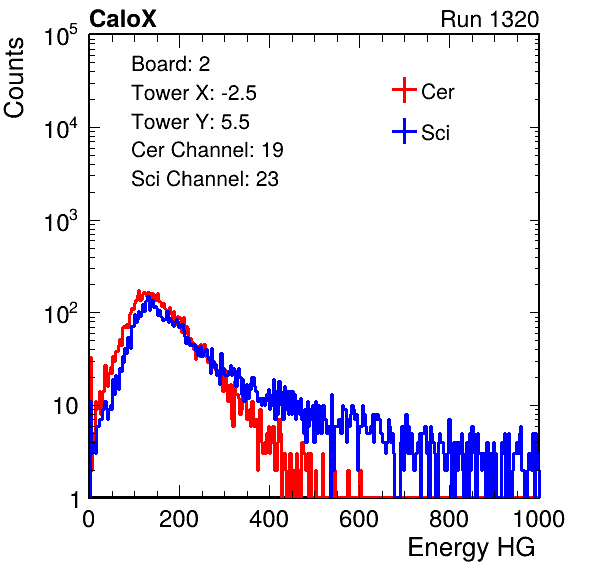 CaloX Run 1320
Counts
Board: 2
Tower X: -2.5
Tower Y: 5.5
Cer Channel: 19
Sci Channel: 23
Cer
Sci
10^5
10^4
10^3
10^2
10
1
0 200 400 600 800 1000
Energy HG